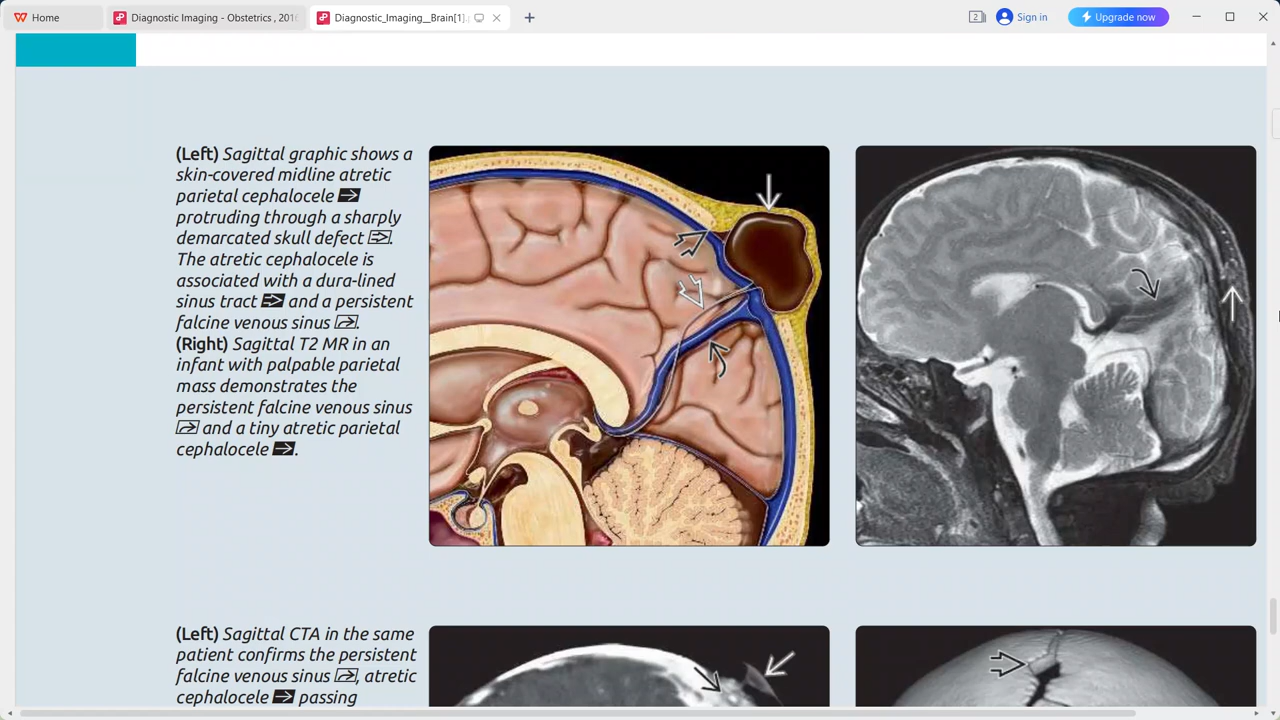 Home
Diagnostic Imaging - Obstetrics , 201
Diagnostic_Imaging__Brain[1].
2
Sign in
Upgrade now
(Left) Sagittal graphic shows a
skin-covered midline atretic
parietal cephalocele
protruding through a sharply
demarcated skull defect .
The atretic cephalocele is
associated with a dura-lined
sinus tract and a persistent
falcine venous sinus .
(Right) Sagittal T2 MR in an
infant with palpable parietal
mass demonstrates the
persistent falcine venous sinus
and a tiny atretic parietal
cephalocele .
(Left) Sagittal CTA in the same
patient confirms the persistent
falcine venous sinus , atretic
cephalocele passing